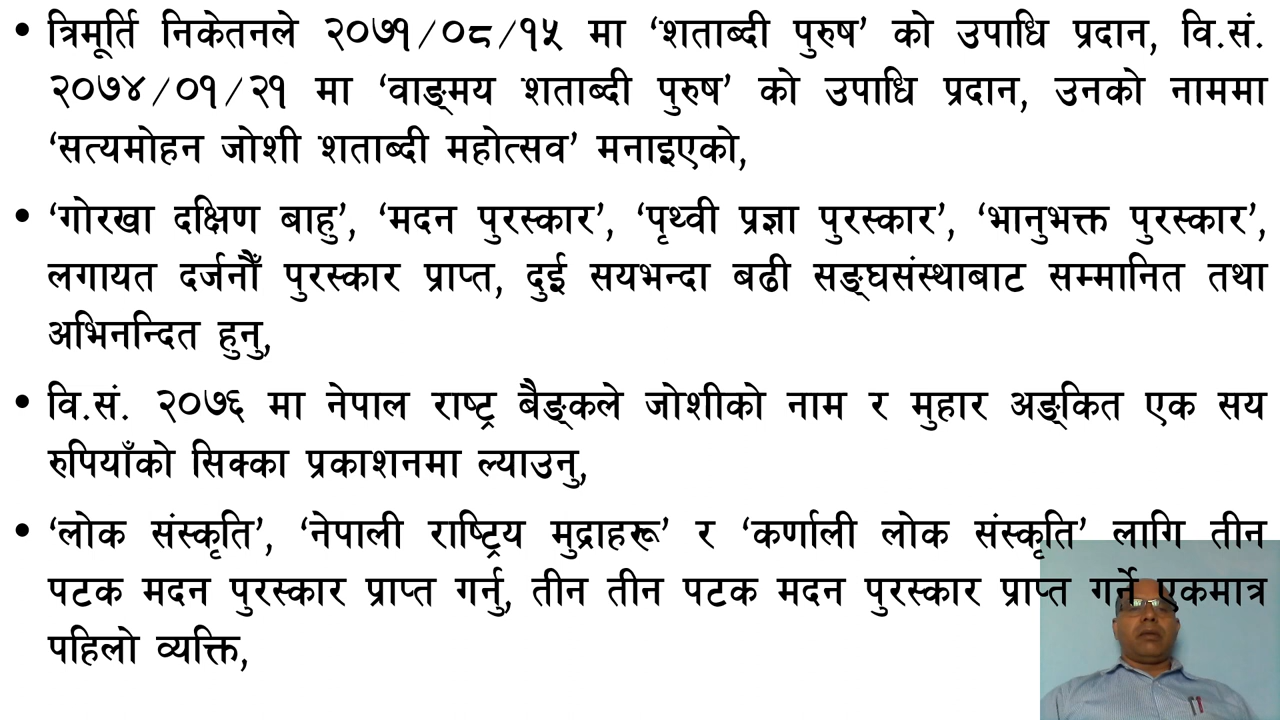 • त्रिमूर्ति निकेतनले २०७१/०८/१५ मा ‘शताब्दी पुरुष’ को उपाधि प्रदान, वि.सं.
२०७४/०१/२१ मा ‘वाङ्मय शताब्दी पुरुष’ को उपाधि प्रदान, उनको नाममा
‘सत्यमोहन जोशी शताब्दी महोत्सव’ मनाइएको,
• ‘गोरखा दक्षिण बाहु’, ‘मदन पुरस्कार’, ‘पृथ्वी प्रज्ञा पुरस्कार’, ‘भानुभक्त पुरस्कार’,
लगायत दर्जनौँ पुरस्कार प्राप्त, दुई सयभन्दा बढी सङ्घसंस्थाबाट सम्मानित तथा
अभिनन्दित हुनु,
• वि.सं. २०७६ मा नेपाल राष्ट्र बैङ्कले जोशीको नाम र मुहार अङ्कित एक सय
रुपियाँको सिक्का प्रकाशनमा ल्याउनु,
• ‘लोक संस्कृति’, ‘नेपाली राष्ट्रिय मुद्राहरू’ र ‘कर्णाली लोक संस्कृति’ लागि तीन
पटक मदन पुरस्कार प्राप्त गर्नु, तीन तीन पटक मदन पुरस्कार प्राप्त गर्ने एकमात्र
पहिलो व्यक्ति,